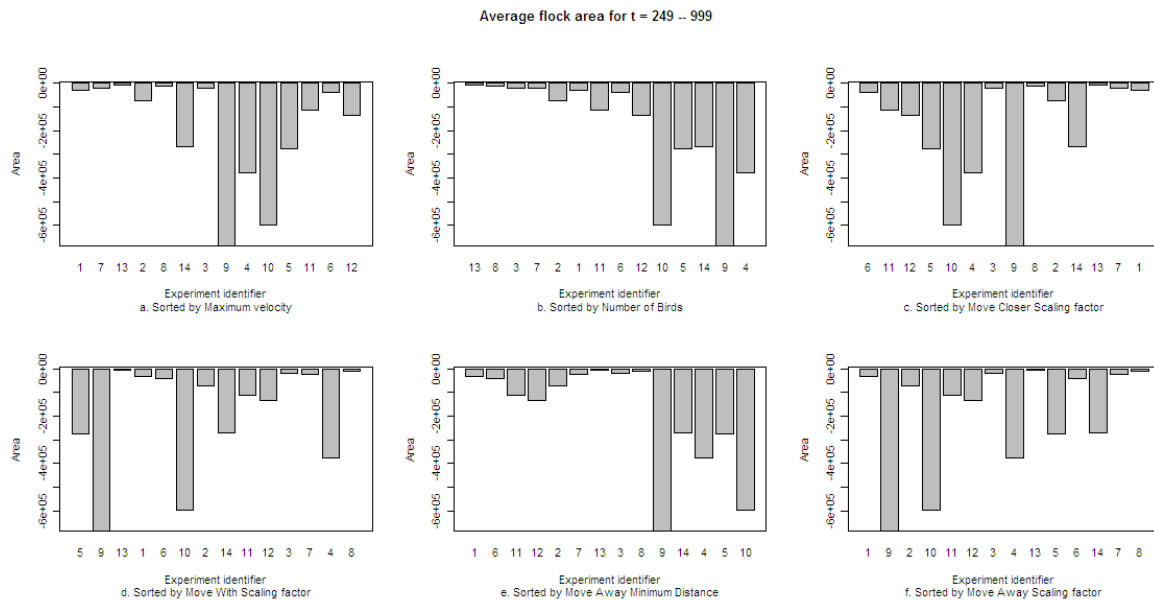 Average flock area for t = 249 -- 999
Area
0e+00
-2e+05
-4e+05
-6e+05
1 7 13 2 8 14 3 9 4 10 5 11 6 12
Experiment identifier
a. Sorted by Maximum velocity
Area
0e+00
-2e+05
-4e+05
-6e+05
13 8 3 7 2 1 11 6 12 10 5 14 9 4
Experiment identifier
b. Sorted by Number of Birds
Area
0e+00
-2e+05
-4e+05
-6e+05
6 11 12 5 10 4 3 9 8 2 14 13 7 1
Experiment identifier
c. Sorted by Move Closer Scaling factor
Area
0e+00
-2e+05
-4e+05
-6e+05
5 9 13 1 6 10 2 14 11 12 3 7 4 8
Experiment identifier
d. Sorted by Move With Scaling factor
Area
0e+00
-2e+05
-4e+05
-6e+05
1 6 11 12 2 7 13 3 8 9 14 4 5 10
Experiment identifier
e. Sorted by Move Away Minimum Distance
Area
0e+00
-2e+05
-4e+05
-6e+05
1 9 2 10 11 12 3 4 13 5 6 14 7 8
Experiment identifier
f. Sorted by Move Away Scaling factor